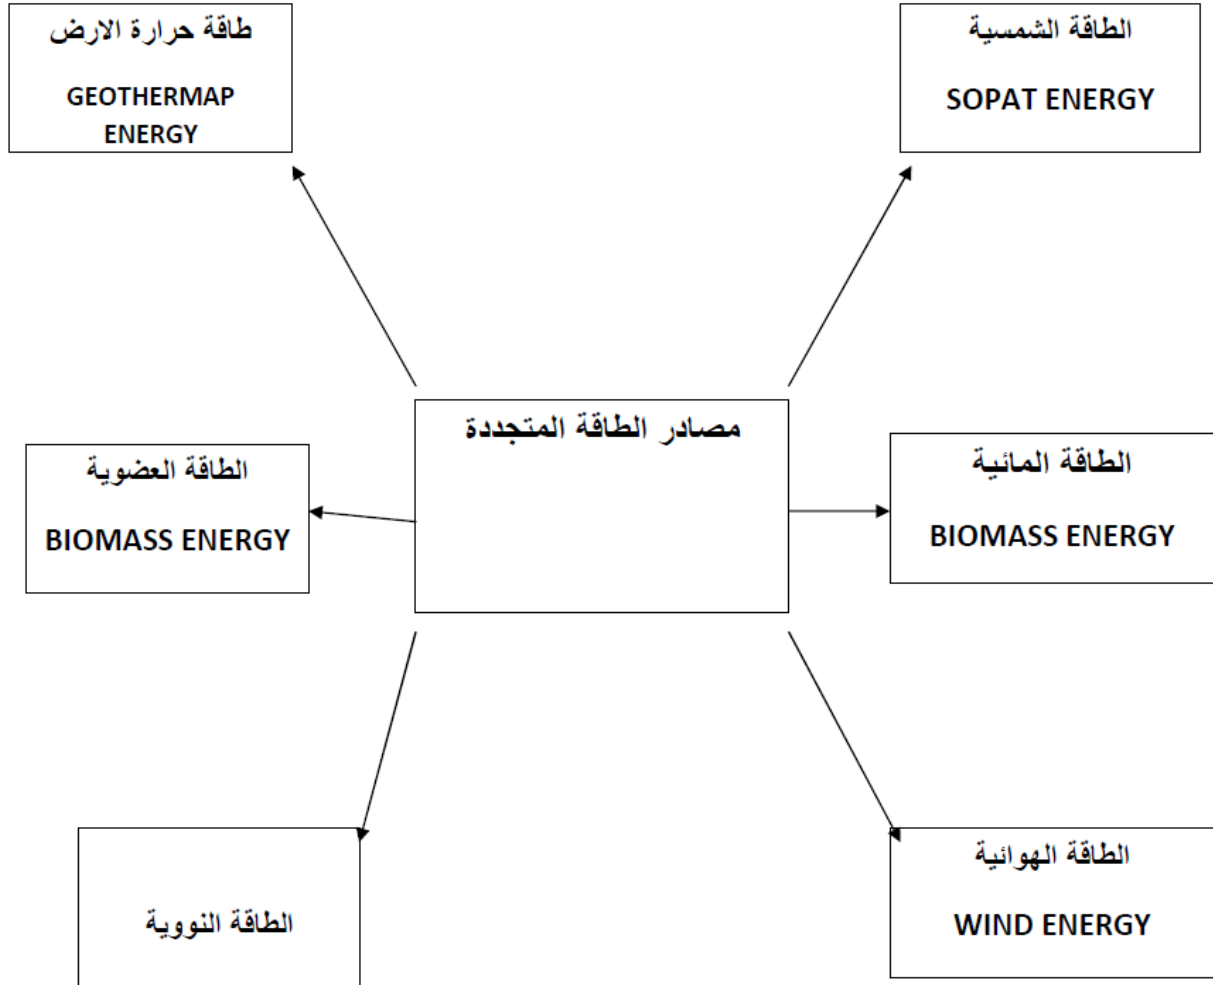 طاقة حرارة الارض
GEOTHERMAP
ENERGY
الطاقة الشمسية
SOPAT ENERGY
مصادر الطاقة المتجددة
الطاقة العضوية
BIOMASS ENERGY
الطاقة المائية
BIOMASS ENERGY
الطاقة النووية
الطاقة الهوائية
WIND ENERGY